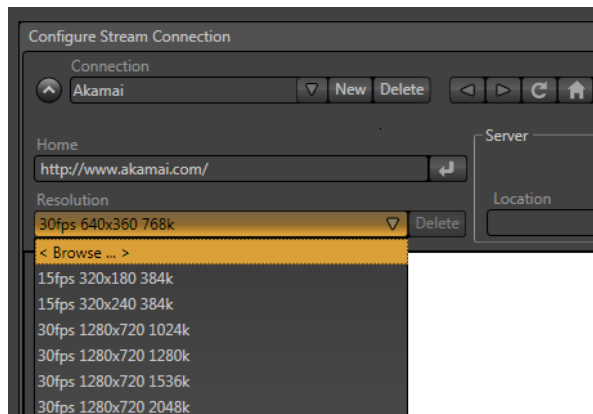 Configure Stream Connection
Connection
Akamai
New Delete
Home
http://www.akamai.com/
Server
Resolution
Location
30fps 640x360 768k
Delete
< Browse ... >
15fps 320x180 384k
15fps 320x240 384k
30fps 1280x720 1024k
30fps 1280x720 1280k
30fps 1280x720 1536k
30fps 1280x720 2048k